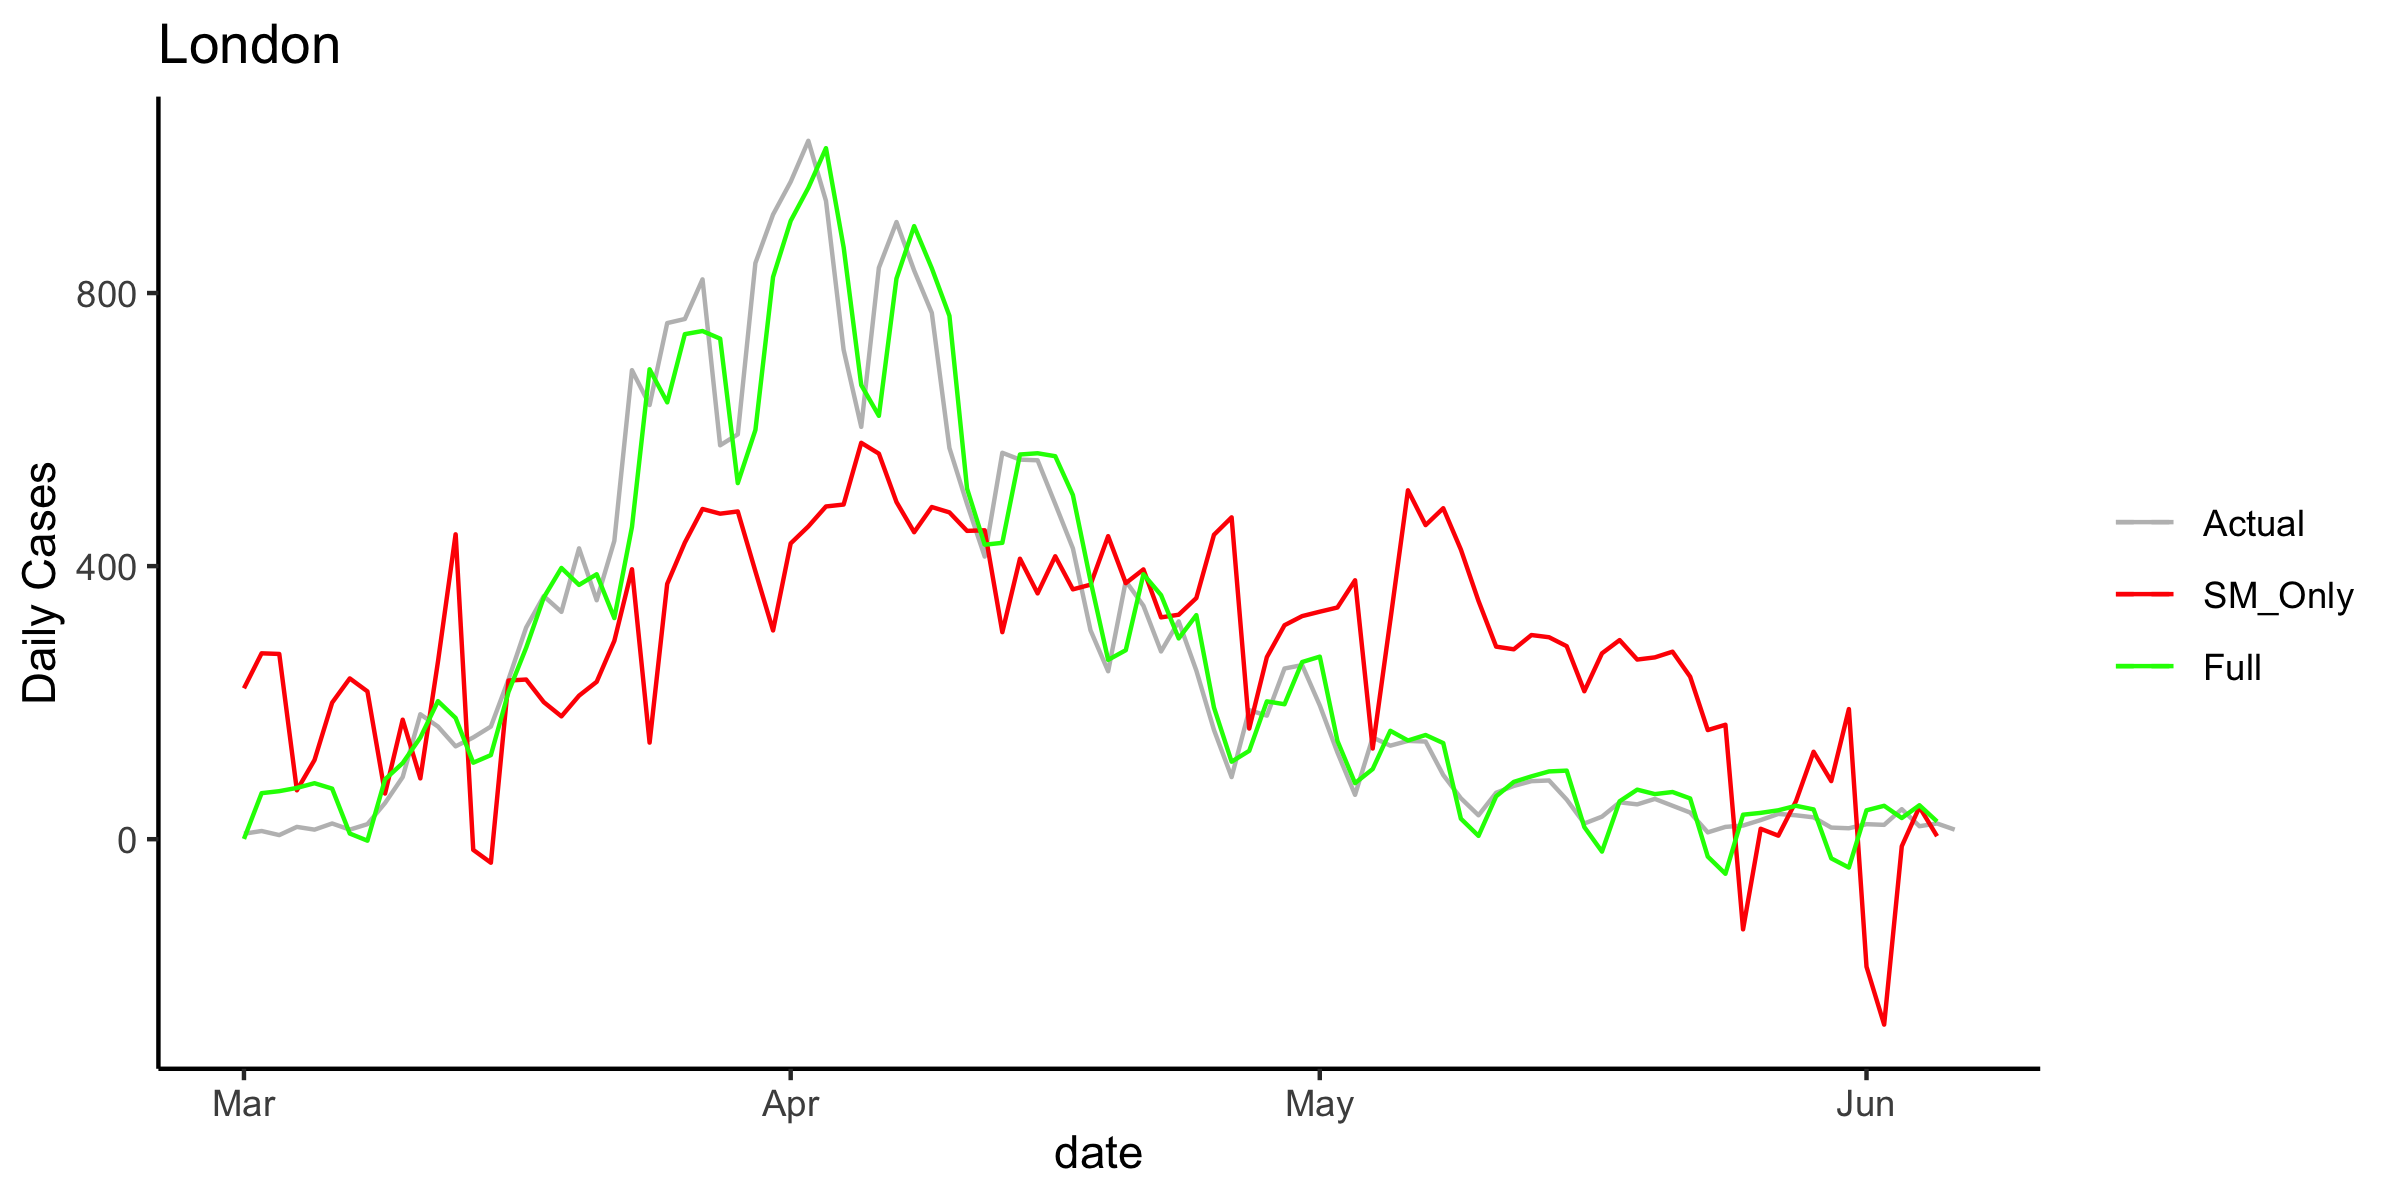 London
Daily Cases
800
400
0
Mar
Apr
May
Jun
date
Actual
SM_Only
Full